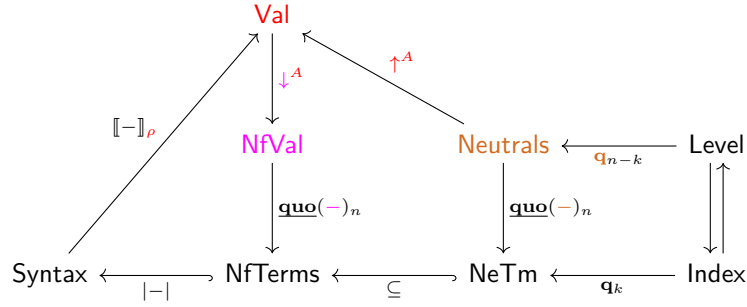 Val
↓^A
↑^A
⟦−⟧_ρ
NfVal Neutrals Level
q_{n−k}
quo(−)_n quo(−)_n
Syntax NfTerms NeTm Index
|−| ⊆ q_k